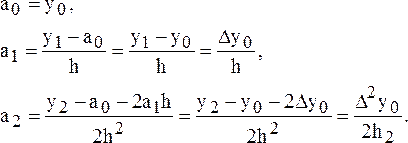 a₀ = y₀,
a₁ = (y₁ − a₀)/h = (y₁ − y₀)/h = Δy₀/h,
a₂ = (y₂ − a₀ − 2a₁h)/2h² = (y₂ − y₀ − 2Δy₀)/2h² = Δ²y₀/2h₂.